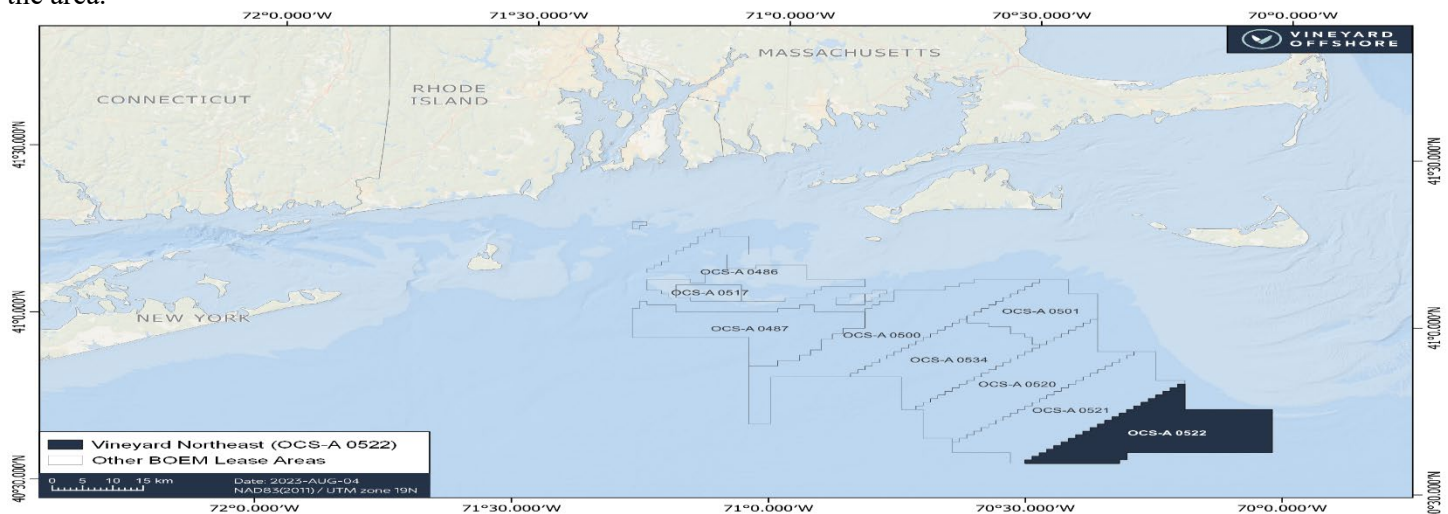 the area.
72°0.000'W
71°30.000'W
71°0.000'W
70°30.000'W
70°0.000'W
VINEYARD
OFFSHORE
MASSACHUSETTS
CONNECTICUT
RHODE
ISLAND
41°30.000'N
41°30.000'N
OCS-A 0486
OCS-A 0517
NEW YORK
41°0.000'N
OCS-A 0487
OCS-A 0500
OCS-A 0501
41°0.000'N
OCS-A 0534
OCS-A 0520
OCS-A 0521
OCS-A 0522
Vineyard Northeast (OCS-A 0522)
Other BOEM Lease Areas
0 5 10 15 km
Date: 2023-AUG-04
NAD83(2011) / UTM zone 19N
40°30.000'N
0°30.000'N
72°0.000'W
71°30.000'W
71°0.000'W
70°30.000'W
70°0.000'W